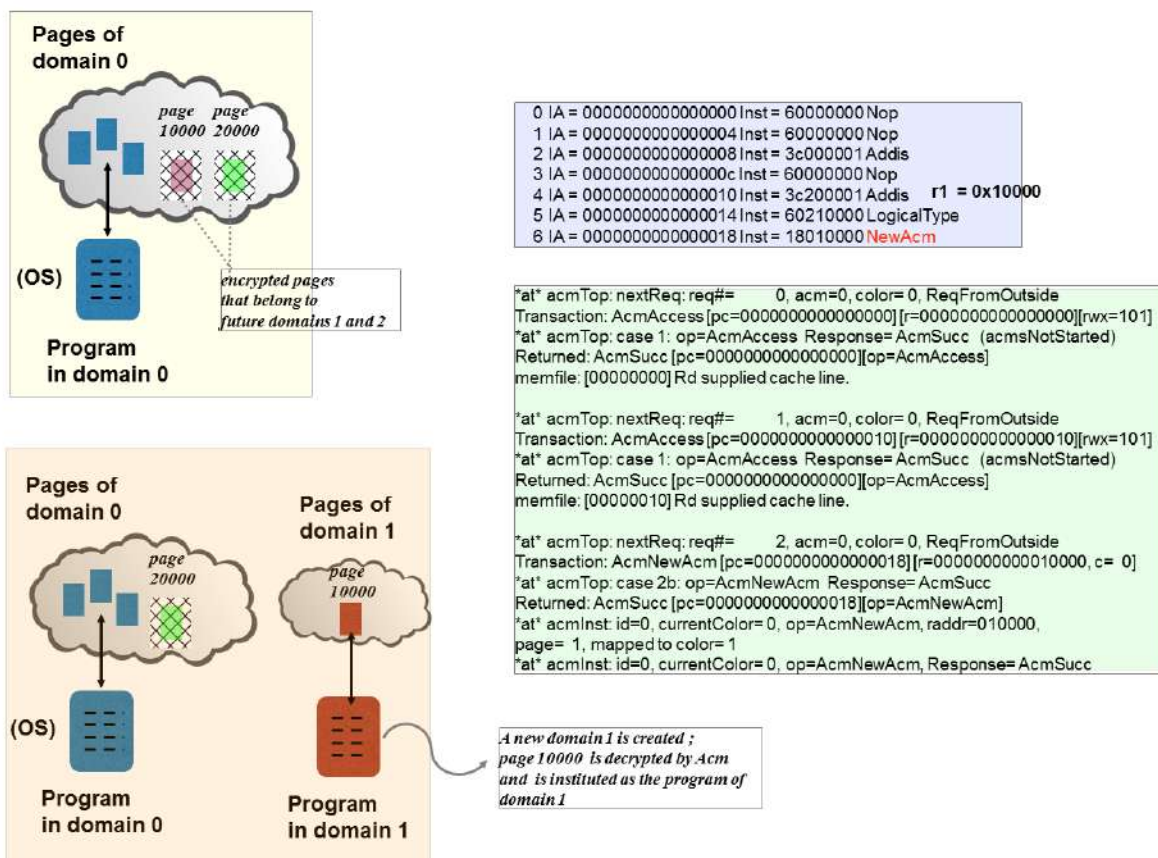 Pages of
domain 0
page
10000
page
20000
(OS)
encrypted pages
that belong to
future domains 1 and 2
Program
in domain 0
0 IA = 0000000000000000 Inst = 60000000 Nop
1 IA = 0000000000000004 Inst = 60000000 Nop
2 IA = 0000000000000008 Inst = 3c000001 Addis
3 IA = 000000000000000c Inst = 60000000 Nop
4 IA = 0000000000000010 Inst = 3c200001 Addis r1 = 0x10000
5 IA = 0000000000000014 Inst = 60210000 LogicalType
6 IA = 0000000000000018 Inst = 18010000 NewAcm
*at* acmTop: nextReq: req#= 0, acm=0, color= 0, ReqFromOutside
Transaction: AcmAccess [pc=0000000000000000][r=0000000000000000][rwx=101]
*at* acmTop: case 1: op=AcmAccess Response= AcmSucc (acmsNotStarted)
Returned: AcmSucc [pc=0000000000000000][op=AcmAccess]
memfile: [00000000] Rd supplied cache line.
*at* acmTop: nextReq: req#= 1, acm=0, color= 0, ReqFromOutside
Transaction: AcmAccess [pc=0000000000000010][r=0000000000000010][rwx=101]
*at* acmTop: case 1: op=AcmAccess Response= AcmSucc (acmsNotStarted)
Returned: AcmSucc [pc=0000000000000000][op=AcmAccess]
memfile: [00000010] Rd supplied cache line.
*at* acmTop: nextReq: req#= 2, acm=0, color= 0, ReqFromOutside
Transaction: AcmNewAcm [pc=0000000000000018][r=0000000000010000, c= 0]
*at* acmTop: case 2b: op=AcmNewAcm Response= AcmSucc
Returned: AcmSucc [pc=0000000000000018][op=AcmNewAcm]
*at* acmInst: id=0, currentColor= 0, op=AcmNewAcm, raddr=010000,
page= 1, mapped to color= 1
*at* acmInst: id=0, currentColor= 0, op=AcmNewAcm, Response= AcmSucc
Pages of
domain 0
page
20000
Pages of
domain 1
page
10000
(OS)
Program
in domain 0
Program
in domain 1
A new domain 1 is created ;
page 10000 is decrypted by Acm
and is instituted as the program of
domain 1